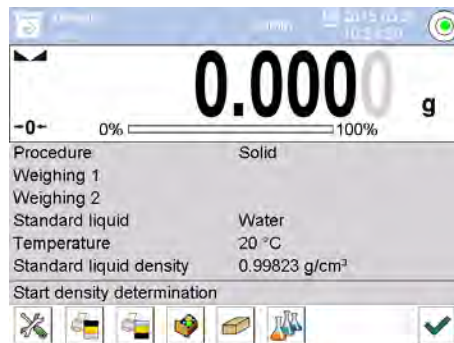 0.0000 g
-0-
0% 100%
Procedure Solid
Weighing 1
Weighing 2
Standard liquid Water
Temperature 20 °C
Standard liquid density 0.99823 g/cm³
Start density determination